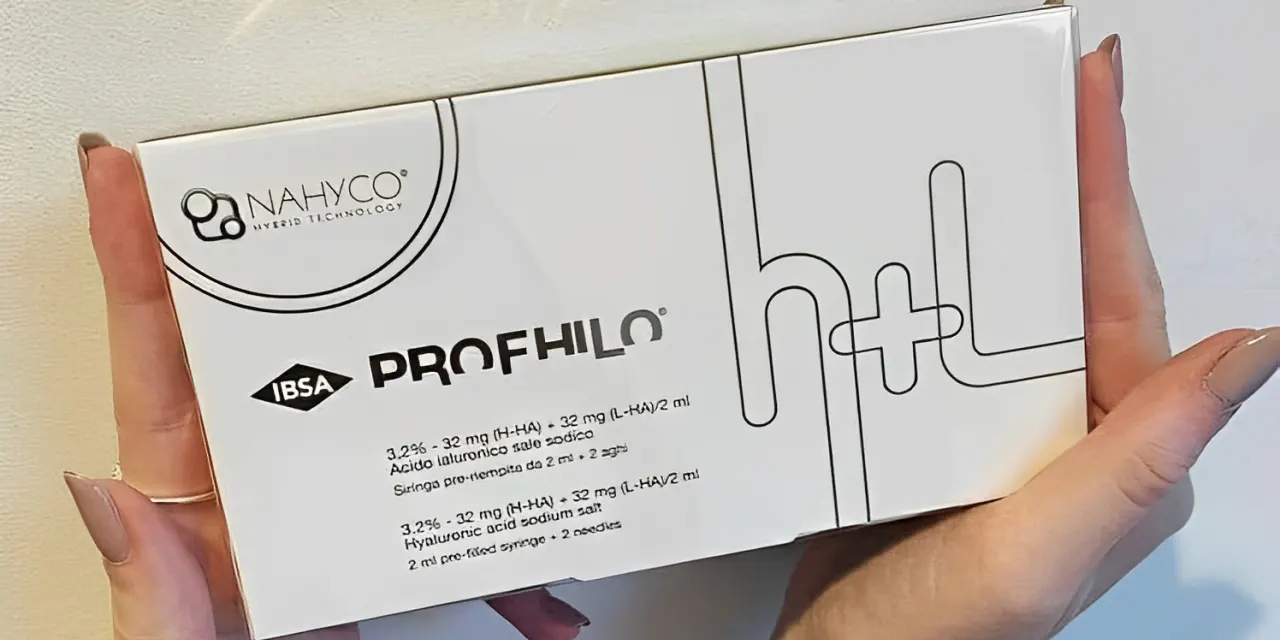 NAHYCO®
HYBRID TECHNOLOGY
IBSA
PROFHILO®
3,2% - 32 mg (H-HA) + 32 mg (L-HA)/2 ml
Acido ialuronico sale sodico
Siringa pre-riempita da 2 ml + 2 aghi
3.2% - 32 mg (H-HA) + 32 mg (L-HA)/2 ml
Hyaluronic acid sodium salt
2 ml pre-filled syringe + 2 needles
h+L